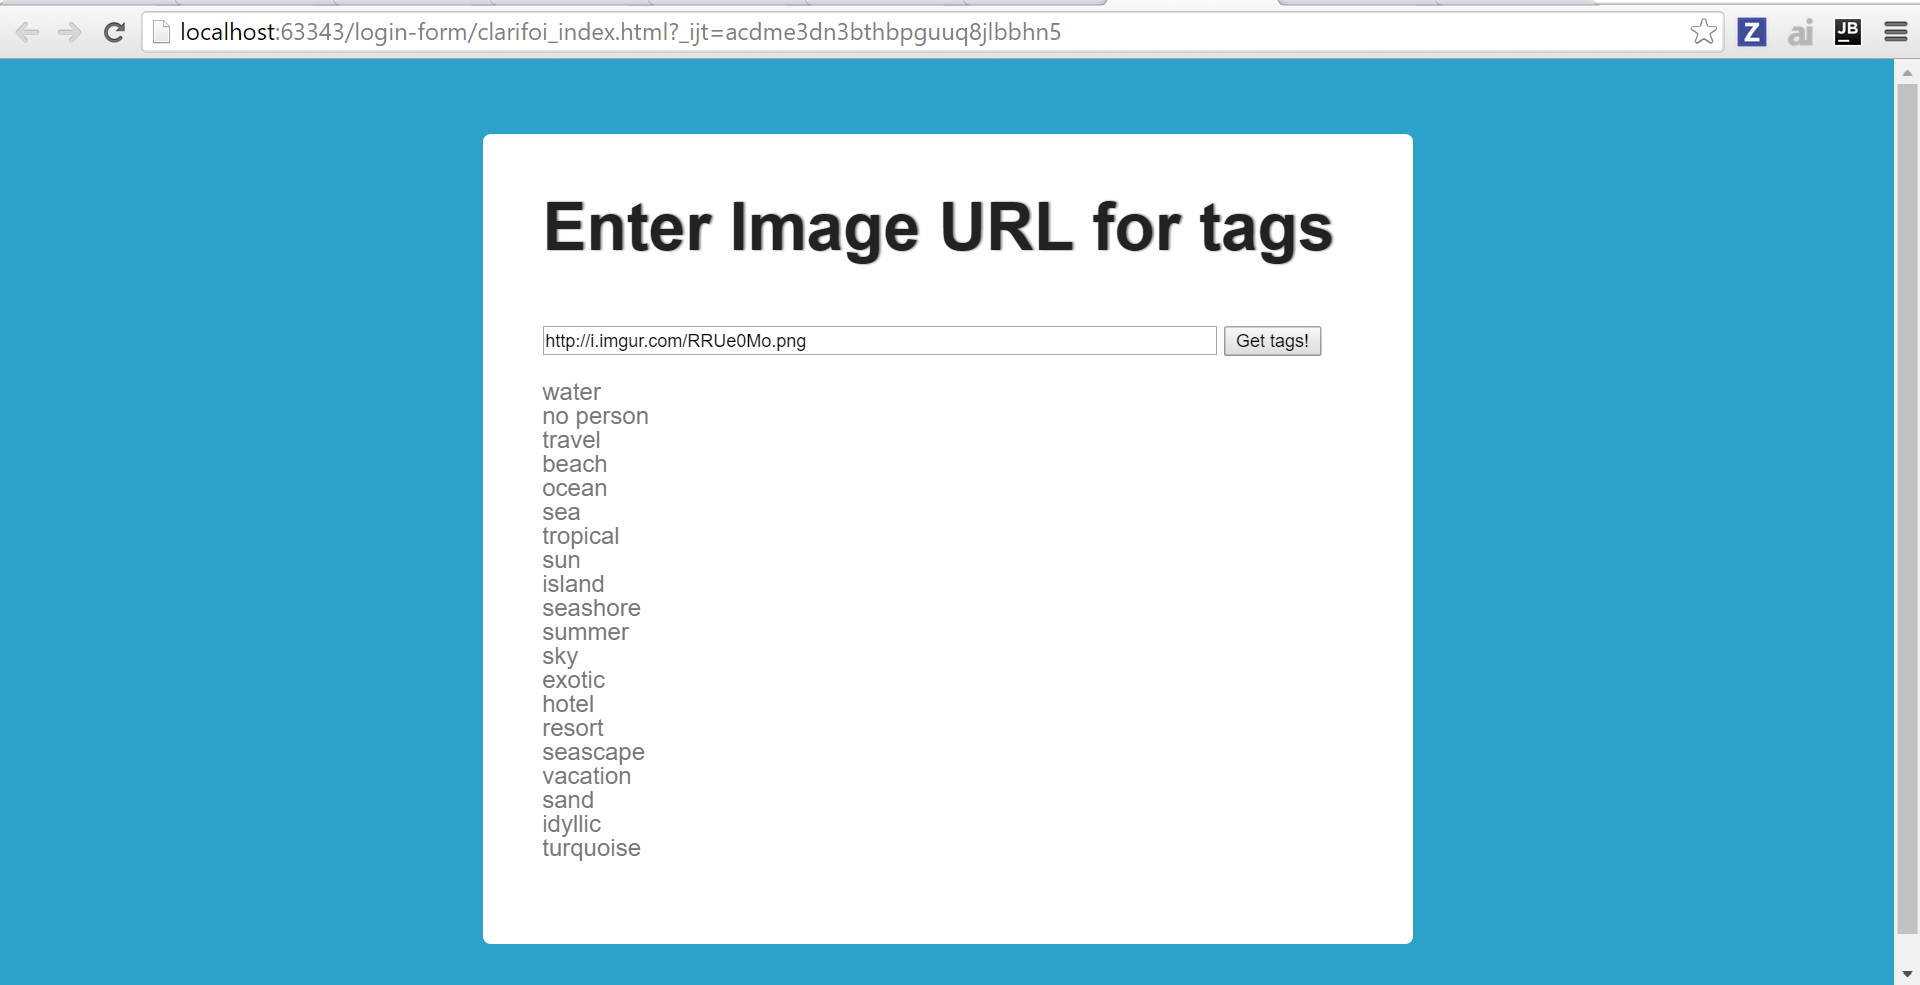 localhost:63343/login-form/clarifoi_index.html?_ijt=acdme3dn3bthbpguuq8jlbbhn5
Z
ai
JB
Enter Image URL for tags
http://i.imgur.com/RRUe0Mo.png
Get tags!
water
no person
travel
beach
ocean
sea
tropical
sun
island
seashore
summer
sky
exotic
hotel
resort
seascape
vacation
sand
idyllic
turquoise